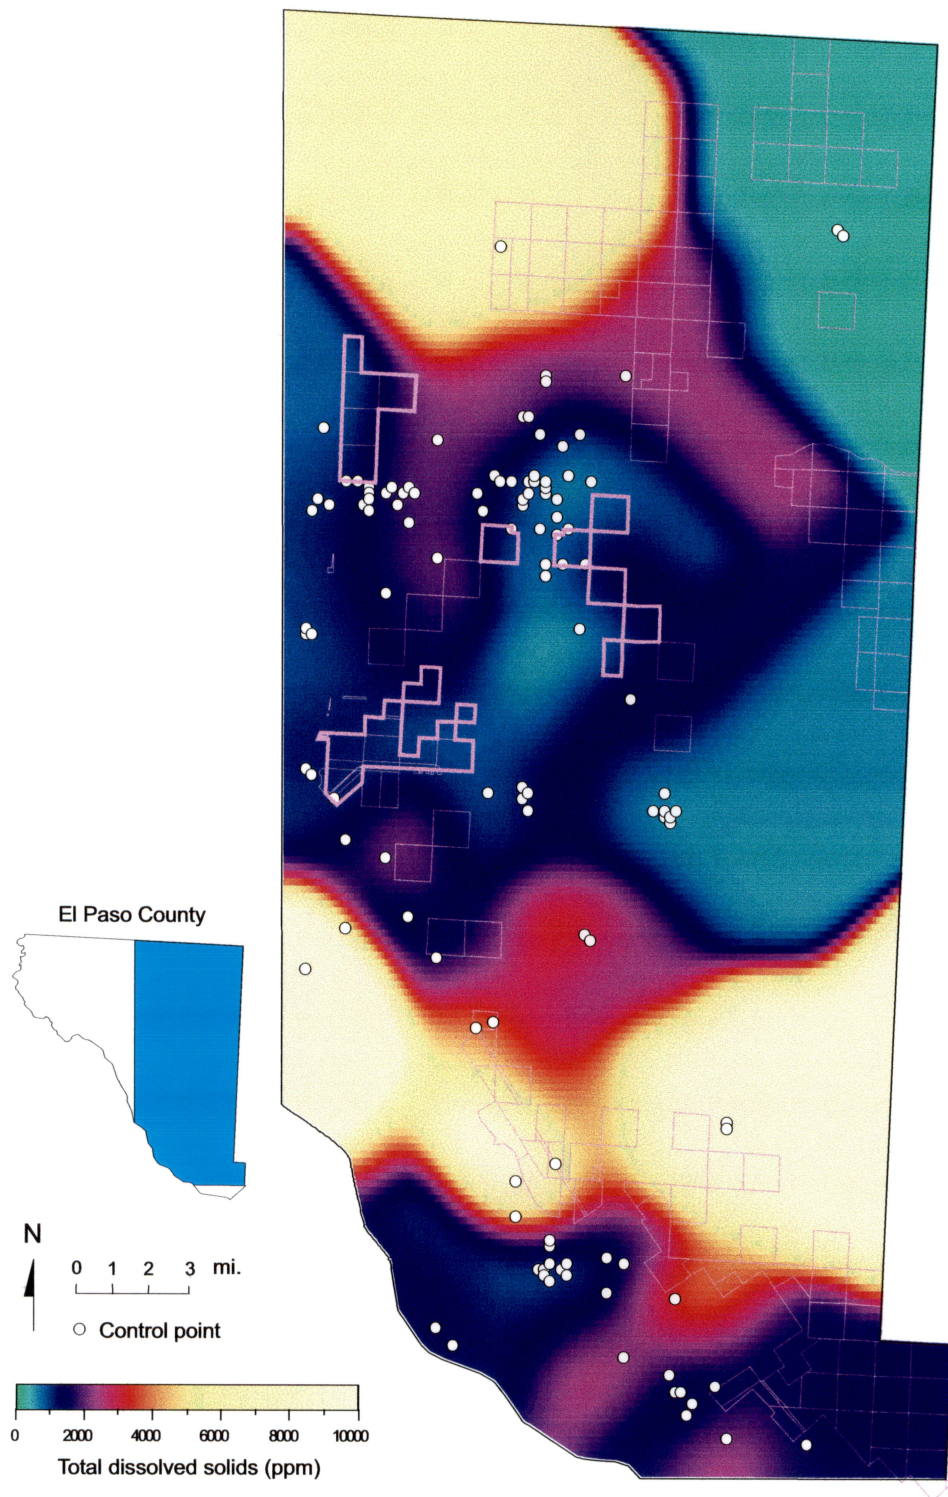 El Paso County
N
0 1 2 3 mi.
Control point
0 2000 4000 6000 8000 10000
Total dissolved solids (ppm)